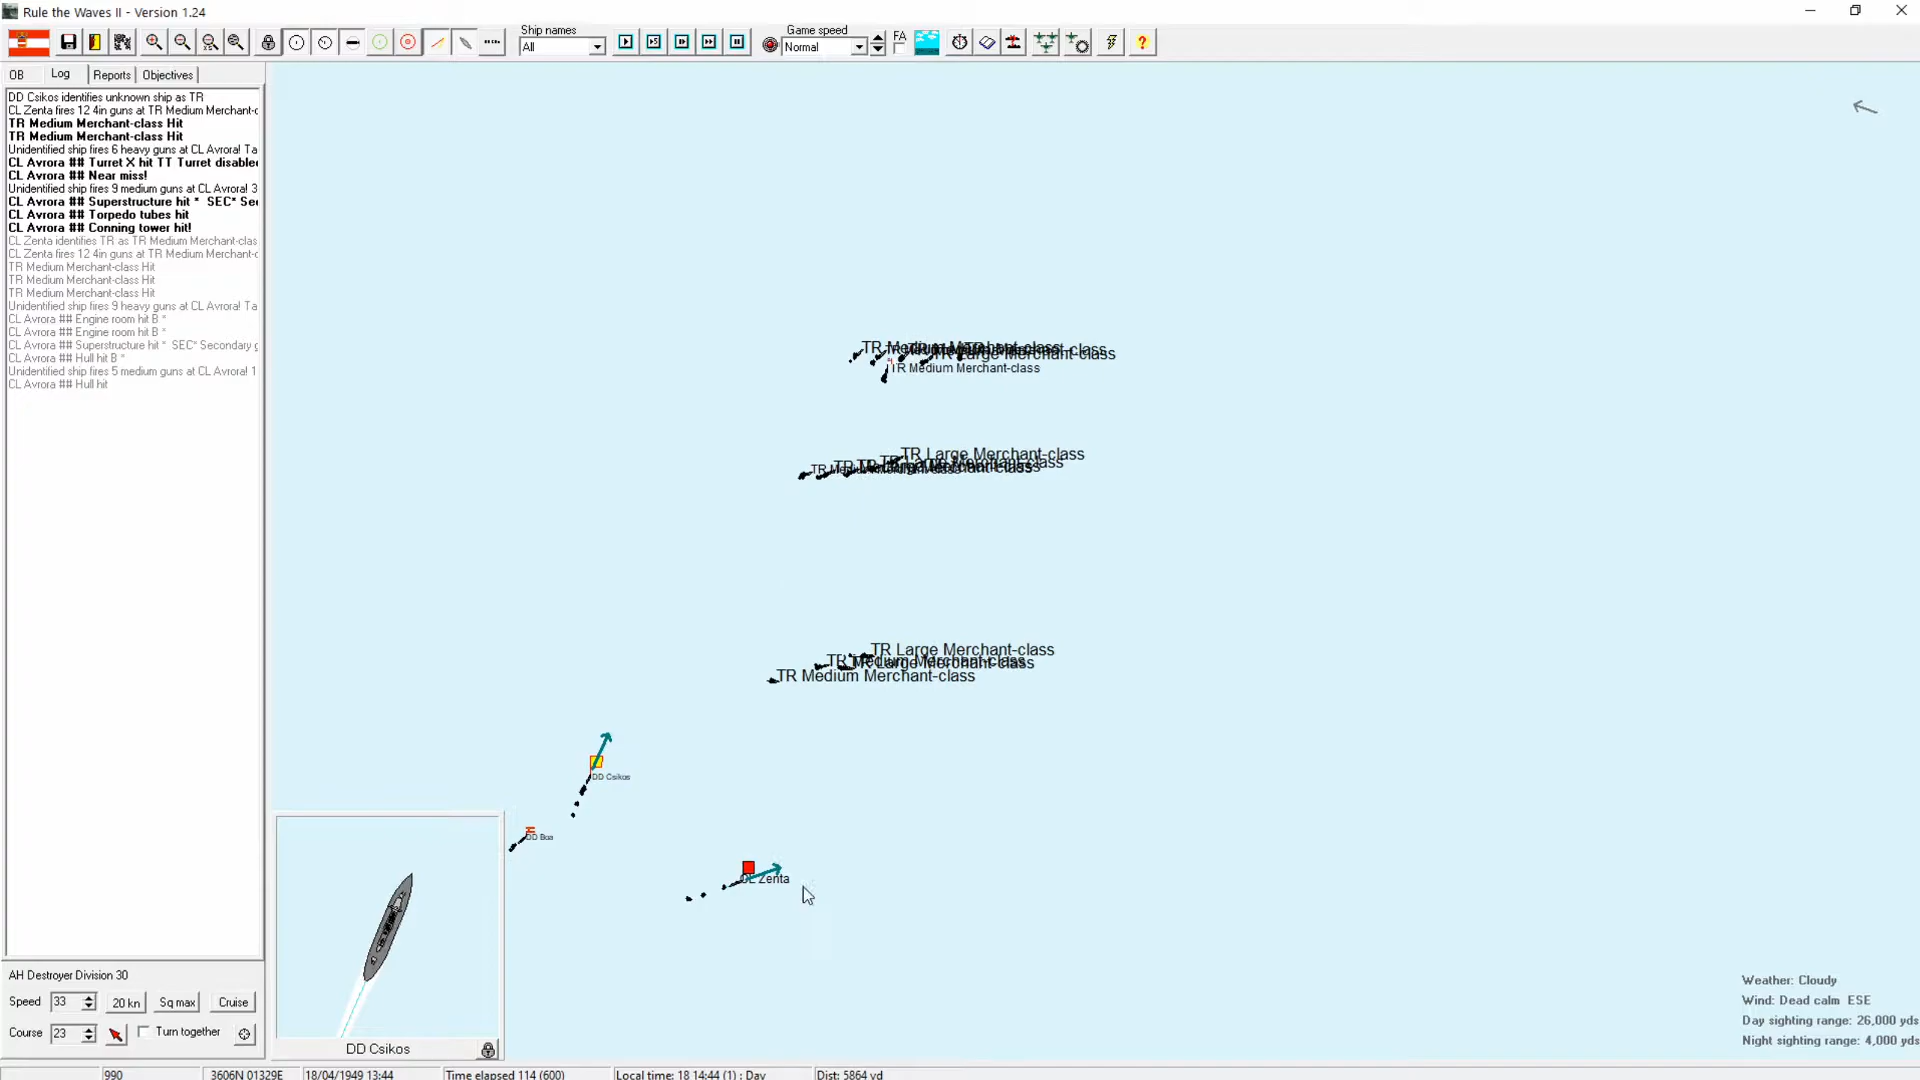 Rule the Waves II - Version 1.24
Ship names
All
Game speed
Normal
FA
OB
Log
Reports
Objectives
DD Csikos identifies unknown ship as TR
CL Zenta fires 12 4in guns at TR Medium Merchant-c
TR Medium Merchant-class Hit
TR Medium Merchant-class Hit
Unidentified ship fires 6 heavy guns at CL Avrora! Ta
CL Avrora ## Turret X hit TT Turret disabled
CL Avrora ## Near miss!
Unidentified ship fires 9 medium guns at CL Avrora! 3
CL Avrora ## Superstructure hit * SEC* Se
CL Avrora ## Torpedo tubes hit
CL Avrora ## Conning tower hit!
CL Zenta identifies TR as TR Medium Merchant-clas
CL Zenta fires 12 4in guns at TR Medium Merchant-c
TR Medium Merchant-class Hit
TR Medium Merchant-class Hit
TR Medium Merchant-class Hit
Unidentified ship fires 9 heavy guns at CL Avrora! Ta
CL Avrora ## Engine room hit B *
CL Avrora ## Engine room hit B *
CL Avrora ## Superstructure hit * SEC* Secondary g
CL Avrora ## Hull hit B *
Unidentified ship fires 5 medium guns at CL Avrora! 1
CL Avrora ## Hull hit
TR Large Merchant-class
TR Medium Merchant-class
TR Large Merchant-class
TR Large Merchant-class
TR Large Merchant-class
TR Medium Merchant-class
DD Csikos
DD Boa
CL Zenta
AH Destroyer Division 30
Speed 33 20 kn Sq max Cruise
Course 23 Turn together
DD Csikos
Weather: Cloudy
Wind: Dead calm ESE
Day sighting range: 26,000 yds
Night sighting range: 4,000 yds
990 3606N 01329E 18/04/1949 13:44 Time elapsed 114 (600) Local time: 18 14:44 (1) : Day Dist: 5864 yd